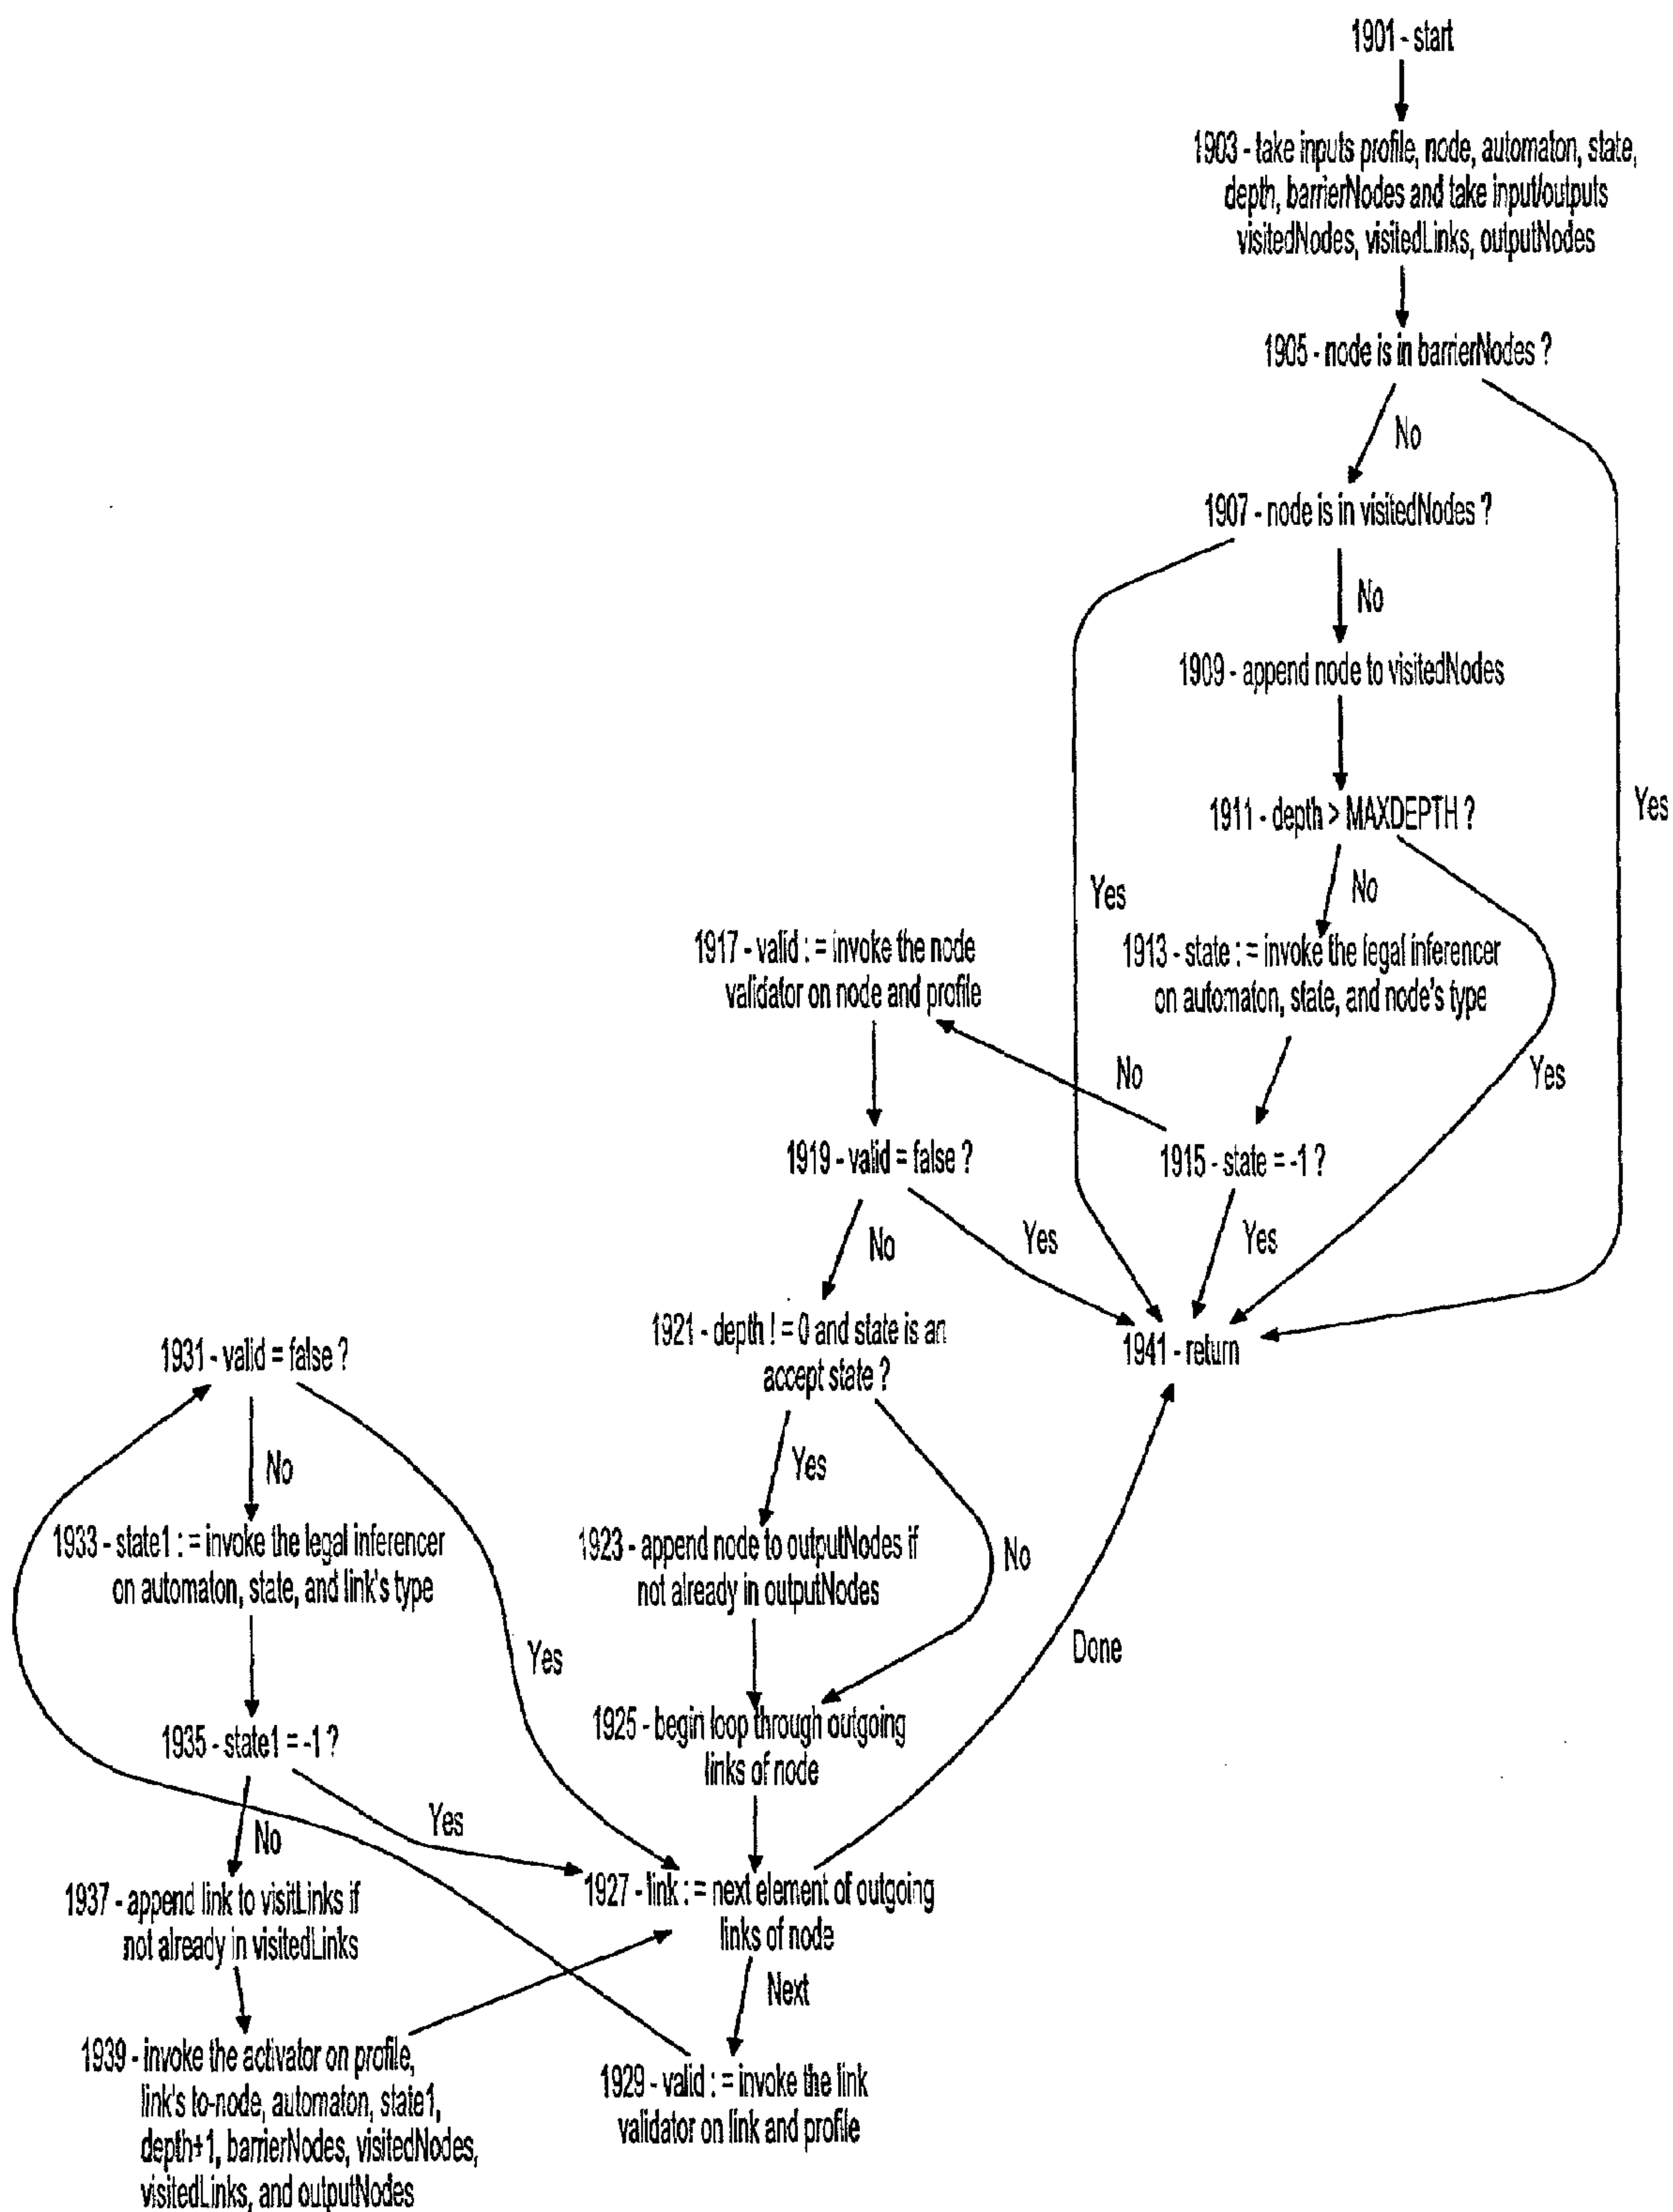 1901 - start
1903 - take inputs profile, node, automaton, state,
depth, barrierNodes and take input/outputs
visitedNodes, visitedLinks, outputNodes
1905 - node is in barrierNodes ?
No
Yes
1907 - node is in visitedNodes ?
No
Yes
1909 - append node to visitedNodes
1911 - depth > MAXDEPTH ?
No
Yes
1913 - state : = invoke the legal inferencer
on automaton, state, and node's type
1915 - state = -1 ?
No
Yes
1917 - valid : = invoke the node
validator on node and profile
1919 - valid = false ?
No
Yes
1921 - depth ! = 0 and state is an
accept state ?
Yes
No
1923 - append node to outputNodes if
not already in outputNodes
1925 - begin loop through outgoing
links of node
1927 - link : = next element of outgoing
links of node
Next
Done
1929 - valid : = invoke the link
validator on link and profile
1931 - valid = false ?
No
Yes
1933 - state1 : = invoke the legal inferencer
on automaton, state, and link's type
1935 - state1 = -1 ?
No
Yes
1937 - append link to visitLinks if
not already in visitedLinks
1939 - invoke the activator on profile,
link's to-node, automaton, state1,
depth+1, barrierNodes, visitedNodes,
visitedLinks, and outputNodes
1941 - return